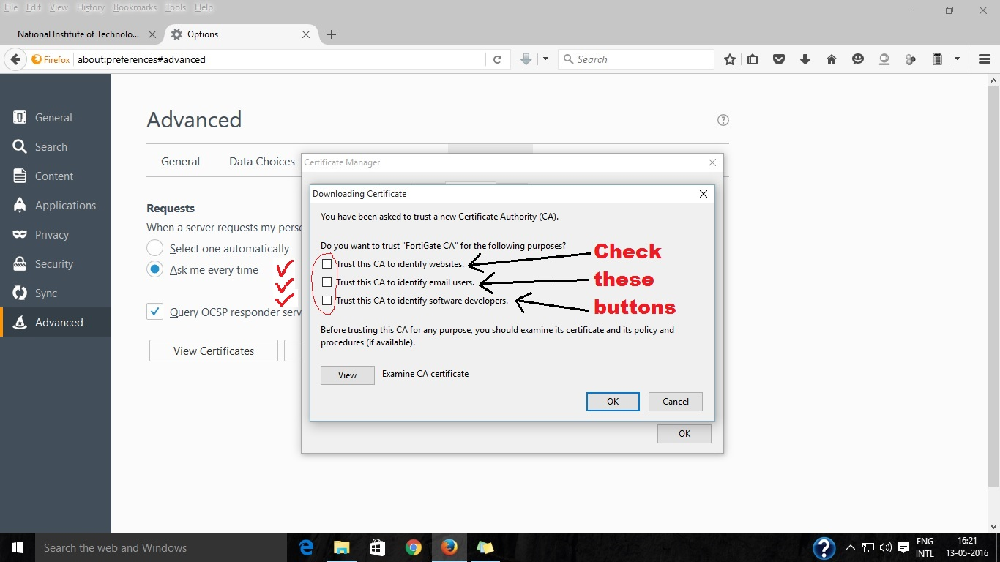 File Edit View History Bookmarks Tools Help
National Institute of Technolo...
Options
Firefox
about:preferences#advanced
Search
General
Search
Content
Applications
Privacy
Security
Sync
Advanced
Advanced
General
Data Choices
Requests
When a server requests my perso
Select one automatically
Ask me every time
Query OCSP responder serv
View Certificates
Certificate Manager
Downloading Certificate
You have been asked to trust a new Certificate Authority (CA).
Do you want to trust "FortiGate CA" for the following purposes?
Trust this CA to identify websites.
Trust this CA to identify email users.
Trust this CA to identify software developers.
Check
these
buttons
Before trusting this CA for any purpose, you should examine its certificate and its policy and
procedures (if available).
View
Examine CA certificate
OK
Cancel
OK
Search the web and Windows
ENG
INTL
16:21
13-05-2016